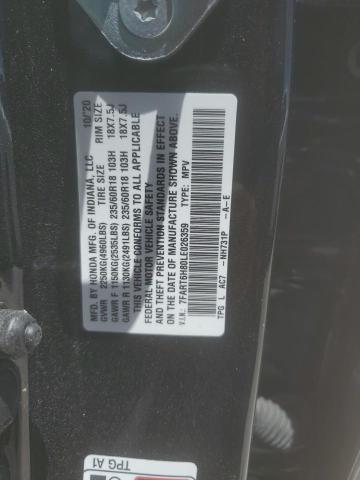 MFD. BY HONDA MFG. OF INDIANA, LLC 10/'20
GVWR 2250KG(4960LBS) TIRE SIZE RIM SIZE
GAWR F 1150KG(2535LBS) 235/60R18 103H 18X7.5J
GAWR R 1130KG(2491LBS) 235/60R18 103H 18X7.5J
THIS VEHICLE CONFORMS TO ALL APPLICABLE
FEDERAL MOTOR VEHICLE SAFETY
AND THEFT PREVENTION STANDARDS IN EFFECT
ON THE DATE OF MANUFACTURE SHOWN ABOVE.
V.I.N. 7FART6H80LE026359 TYPE: MPV
TPG L AC7 - NH731P - A - E
TPG A1